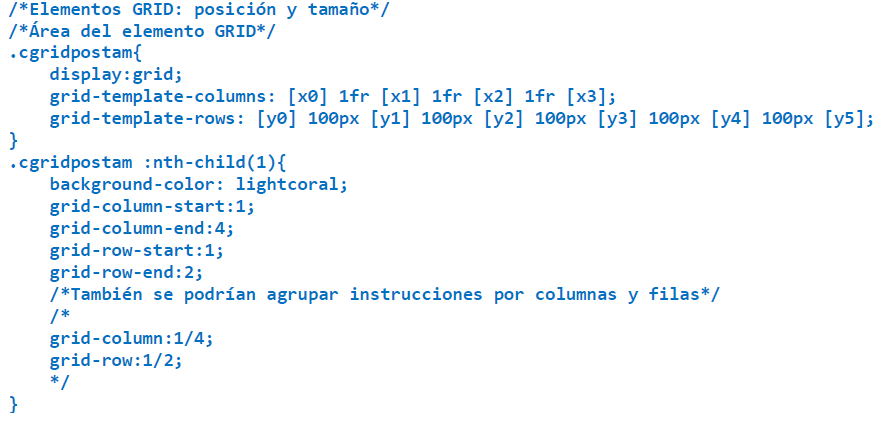 /*Elementos GRID: posición y tamaño*/
/*Área del elemento GRID*/
.cgridpostam{
    display:grid;
    grid-template-columns: [x0] 1fr [x1] 1fr [x2] 1fr [x3];
    grid-template-rows: [y0] 100px [y1] 100px [y2] 100px [y3] 100px [y4] 100px [y5];
}
.cgridpostam :nth-child(1){
    background-color: lightcoral;
    grid-column-start:1;
    grid-column-end:4;
    grid-row-start:1;
    grid-row-end:2;
    /*También se podrían agrupar instrucciones por columnas y filas*/
    /*
    grid-column:1/4;
    grid-row:1/2;
    */
}